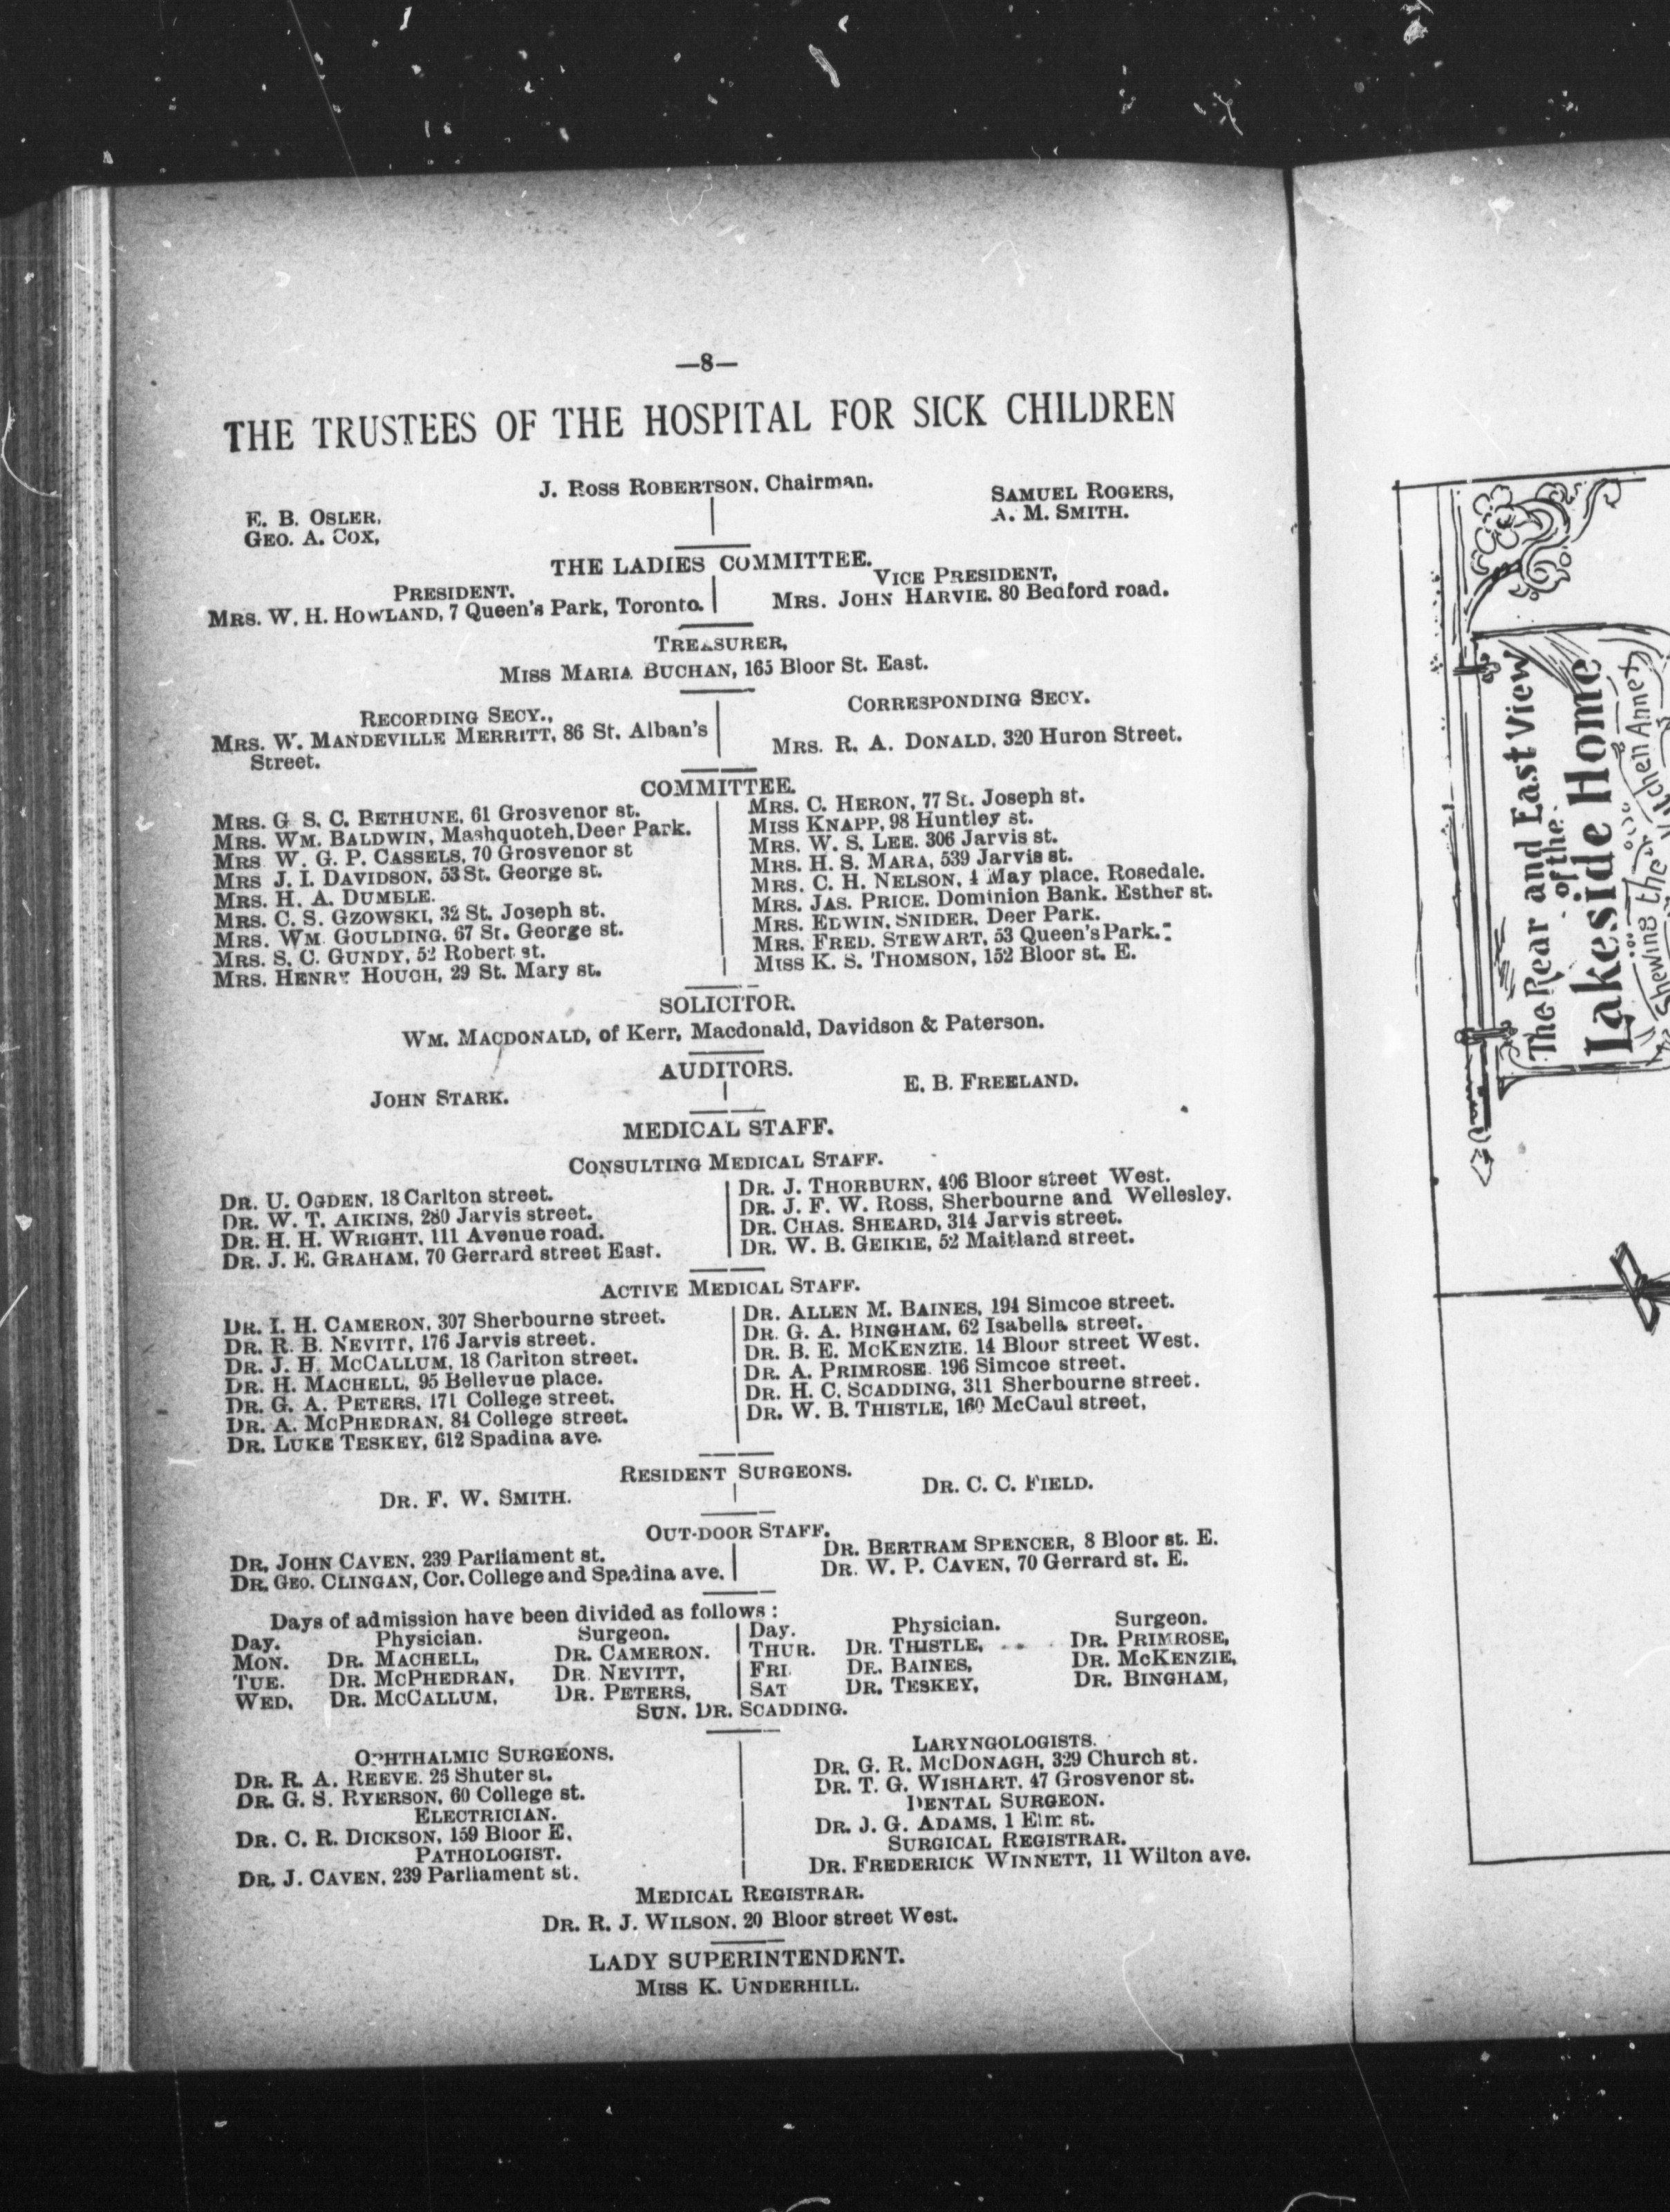 —8—
THE TRUSTEES OF THE HOSPITAL FOR SICK CHILDREN
J. ROSS ROBERTSON, Chairman.
E. B. OSLER,
GEO. A. COX,
SAMUEL ROGERS,
A. M. SMITH.
THE LADIES COMMITTEE.
PRESIDENT.
MRS. W. H. HOWLAND, 7 Queen's Park, Toronto.
VICE PRESIDENT,
MRS. JOHN HARVIE. 80 Bedford road.
TREASURER,
MISS MARIA BUCHAN, 165 Bloor St. East.
RECORDING SECY.,
MRS. W. MANDEVILLE MERRITT, 86 St. Alban's
Street.
CORRESPONDING SECY.
MRS. R. A. DONALD, 320 Huron Street.
COMMITTEE.
MRS. G. S. C. BETHUNE, 61 Grosvenor st.
MRS. WM. BALDWIN, Mashquoteh, Deer Park.
MRS. W. G. P. CASSELS, 70 Grosvenor st
MRS J. I. DAVIDSON, 53 St. George st.
MRS. H. A. DUMBLE.
MRS. C. S. GZOWSKI, 32 St. Joseph st.
MRS. WM. GOULDING. 67 St. George st.
MRS. S. C. GUNDY, 52 Robert st.
MRS. HENRY HOUGH, 29 St. Mary st.
MRS. C. HERON, 77 St. Joseph st.
MISS KNAPP, 98 Huntley st.
MRS. W. S. LEE. 306 Jarvis st.
MRS. H. S. MARA, 539 Jarvis st.
MRS. C. H. NELSON, 4 May place, Rosedale.
MRS. JAS. PRICE. Dominion Bank. Esther st.
MRS. EDWIN. SNIDER. Deer Park.
MRS. FRED. STEWART, 53 Queen's Park.
MISS K. S. THOMSON, 152 Bloor st. E.
SOLICITOR.
WM. MACDONALD, of Kerr, Macdonald, Davidson & Paterson.
AUDITORS.
JOHN STARK.
E. B. FREELAND.
MEDICAL STAFF.
CONSULTING MEDICAL STAFF.
DR. U. OGDEN, 18 Carlton street.
DR. W. T. AIKINS, 280 Jarvis street.
DR. H. H. WRIGHT, 111 Avenue road.
DR. J. E. GRAHAM, 70 Gerrard street East.
DR. J. THORBURN, 406 Bloor street West.
DR. J. F. W. ROSS, Sherbourne and Wellesley.
DR. CHAS. SHEARD, 314 Jarvis street.
DR. W. B. GEIKIE, 52 Maitland street.
ACTIVE MEDICAL STAFF.
DR. I. H. CAMERON, 307 Sherbourne street.
DR. R. B. NEVITT, 176 Jarvis street.
DR. J. H. MCCALLUM, 18 Carlton street.
DR. H. MACHELL, 95 Bellevue place.
DR. G. A. PETERS, 171 College street.
DR. A. MCPHEDRAN, 84 College street.
DR. LUKE TESKEY, 612 Spadina ave.
DR. ALLEN M. BAINES, 194 Simcoe street.
DR. G. A. BINGHAM, 62 Isabella street.
DR. B. E. MCKENZIE. 14 Bloor street West.
DR. A. PRIMROSE. 196 Simcoe street.
DR. H. C. SCADDING, 311 Sherbourne street.
DR. W. B. THISTLE, 160 McCaul street,
RESIDENT SURGEONS.
DR. F. W. SMITH.
DR. C. C. FIELD.
OUT-DOOR STAFF.
DR. JOHN CAVEN, 239 Parliament st.
DR. GEO. CLINGAN, Cor. College and Spadina ave.
DR. BERTRAM SPENCER, 8 Bloor st. E.
DR. W. P. CAVEN, 70 Gerrard st. E.
Days of admission have been divided as follows:
Day. Physician. Surgeon. Day. Physician. Surgeon.
MON. DR. MACHELL, DR. CAMERON. THUR. DR. THISTLE, DR. PRIMROSE,
TUE. DR. MCPHEDRAN, DR. NEVITT, FRI. DR. BAINES, DR. MCKENZIE,
WED. DR. MCCALLUM, DR. PETERS, SAT DR. TESKEY, DR. BINGHAM,
SUN. DR. SCADDING.
OPHTHALMIC SURGEONS.
DR. R. A. REEVE. 25 Shuter st.
DR. G. S. RYERSON, 60 College st.
ELECTRICIAN.
DR. C. R. DICKSON, 159 Bloor E.
PATHOLOGIST.
DR. J. CAVEN, 239 Parliament st.
LARYNGOLOGISTS.
DR. G. R. MCDONAGH, 329 Church st.
DR. T. G. WISHART, 47 Grosvenor st.
DENTAL SURGEON.
DR. J. G. ADAMS, 1 Elm st.
SURGICAL REGISTRAR.
DR. FREDERICK WINNETT, 11 Wilton ave.
MEDICAL REGISTRAR.
DR. R. J. WILSON. 20 Bloor street West.
LADY SUPERINTENDENT.
MISS K. UNDERHILL.
The Rear and East View
of the
Lakeside Home
Shewing the Kitchen Annex